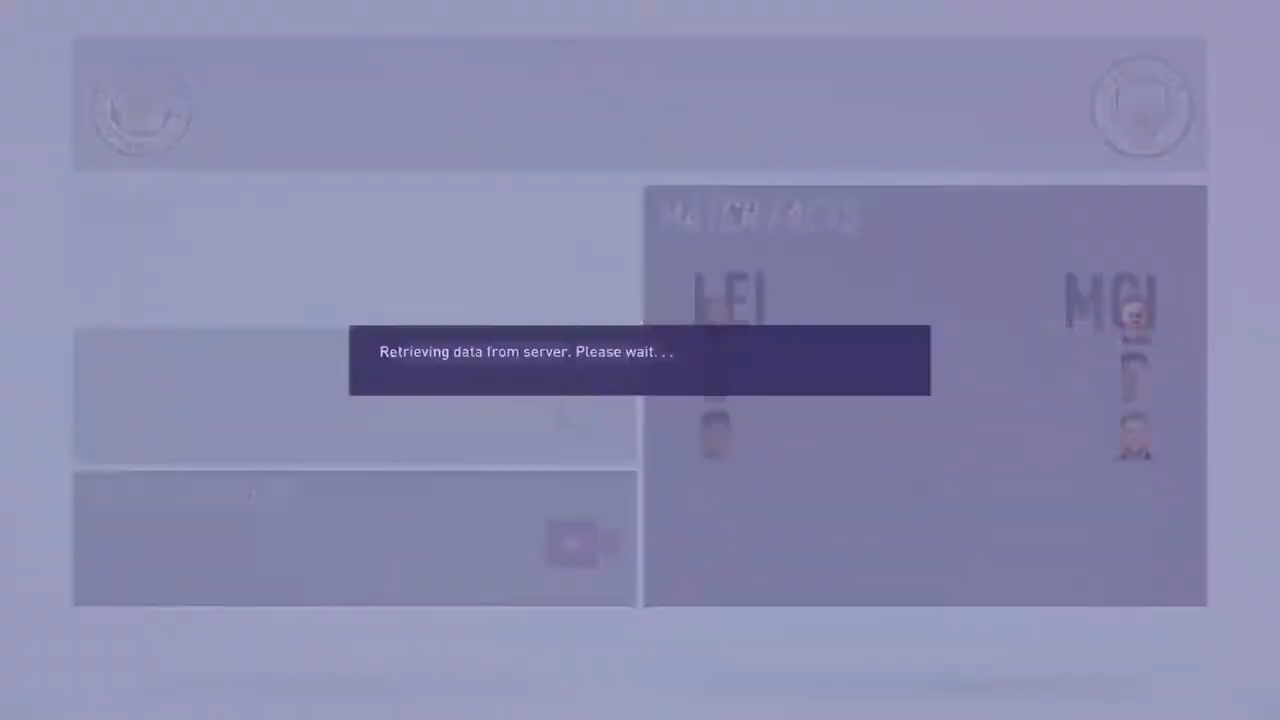 MATCH FACTS
LEI
MCI
Retrieving data from server. Please wait. . .